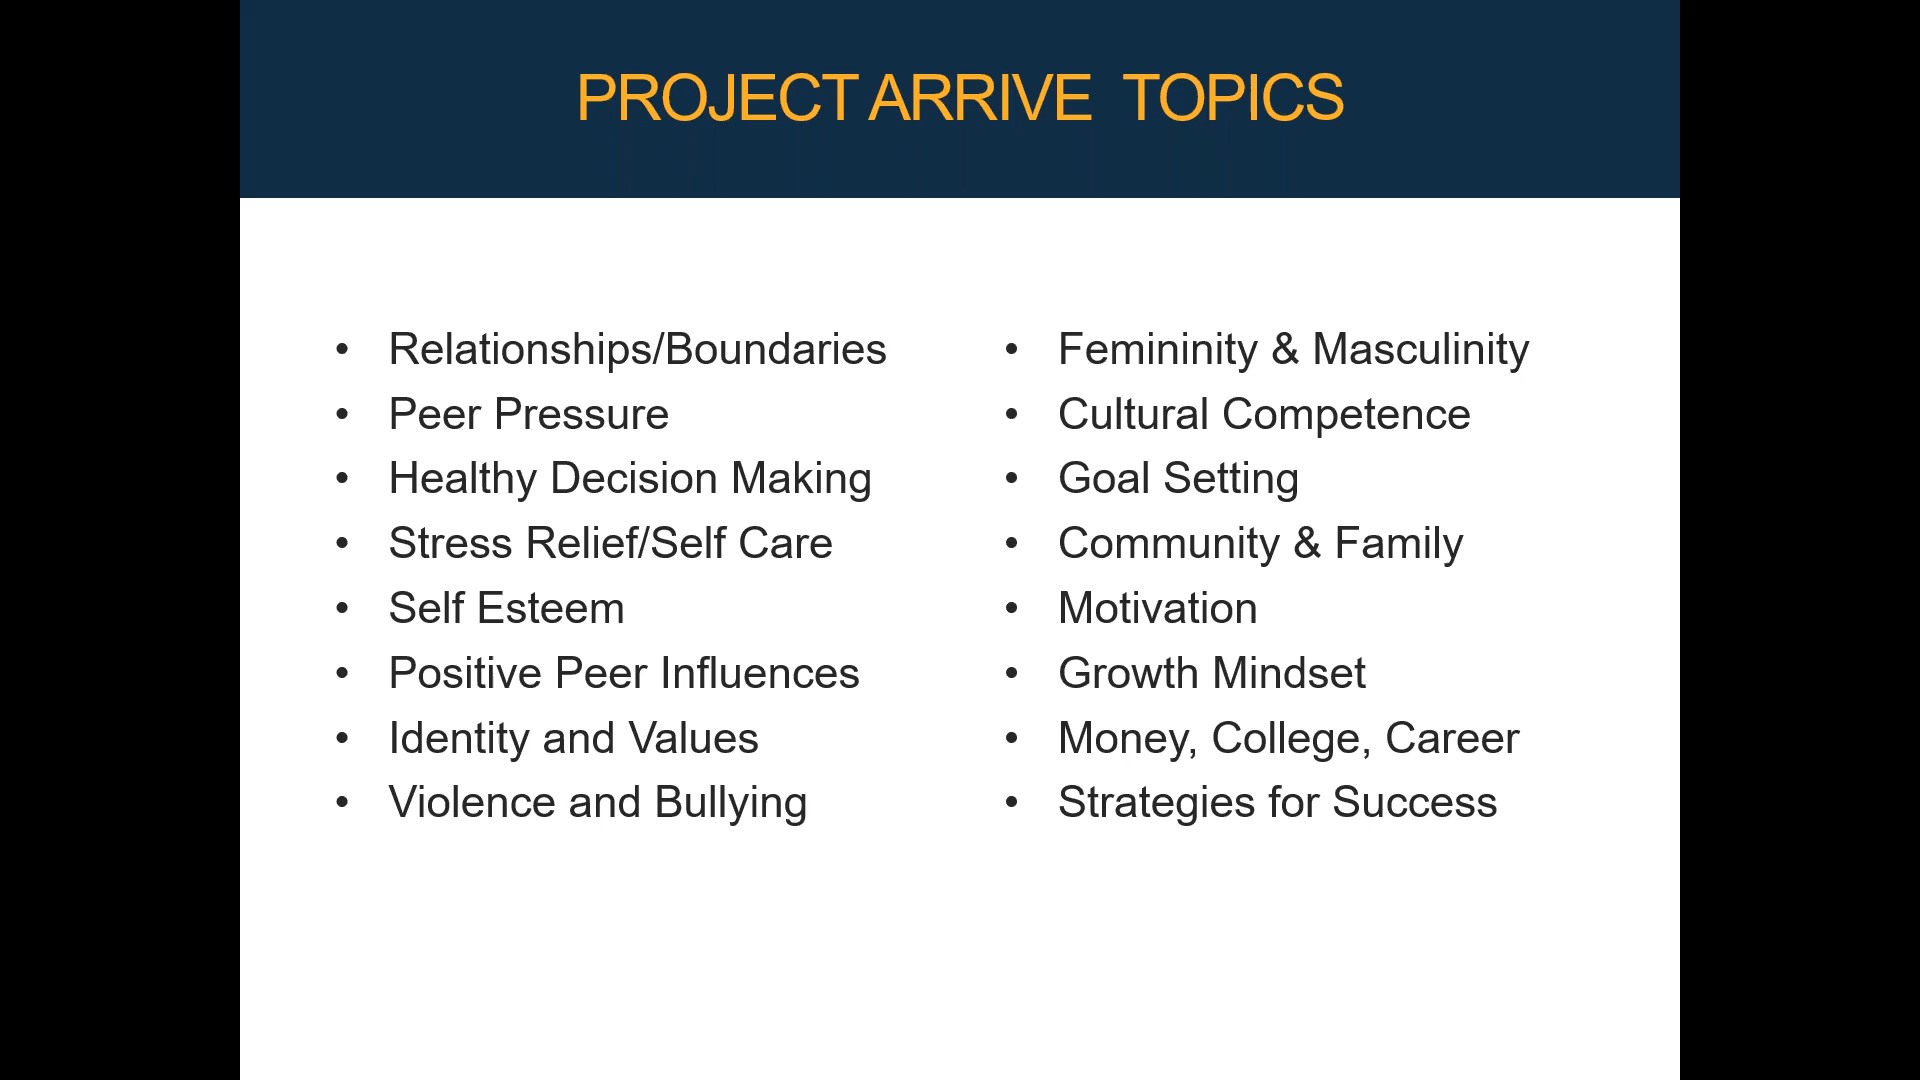 PROJECT ARRIVE TOPICS
• Relationships/Boundaries
• Peer Pressure
• Healthy Decision Making
• Stress Relief/Self Care
• Self Esteem
• Positive Peer Influences
• Identity and Values
• Violence and Bullying
• Femininity & Masculinity
• Cultural Competence
• Goal Setting
• Community & Family
• Motivation
• Growth Mindset
• Money, College, Career
• Strategies for Success